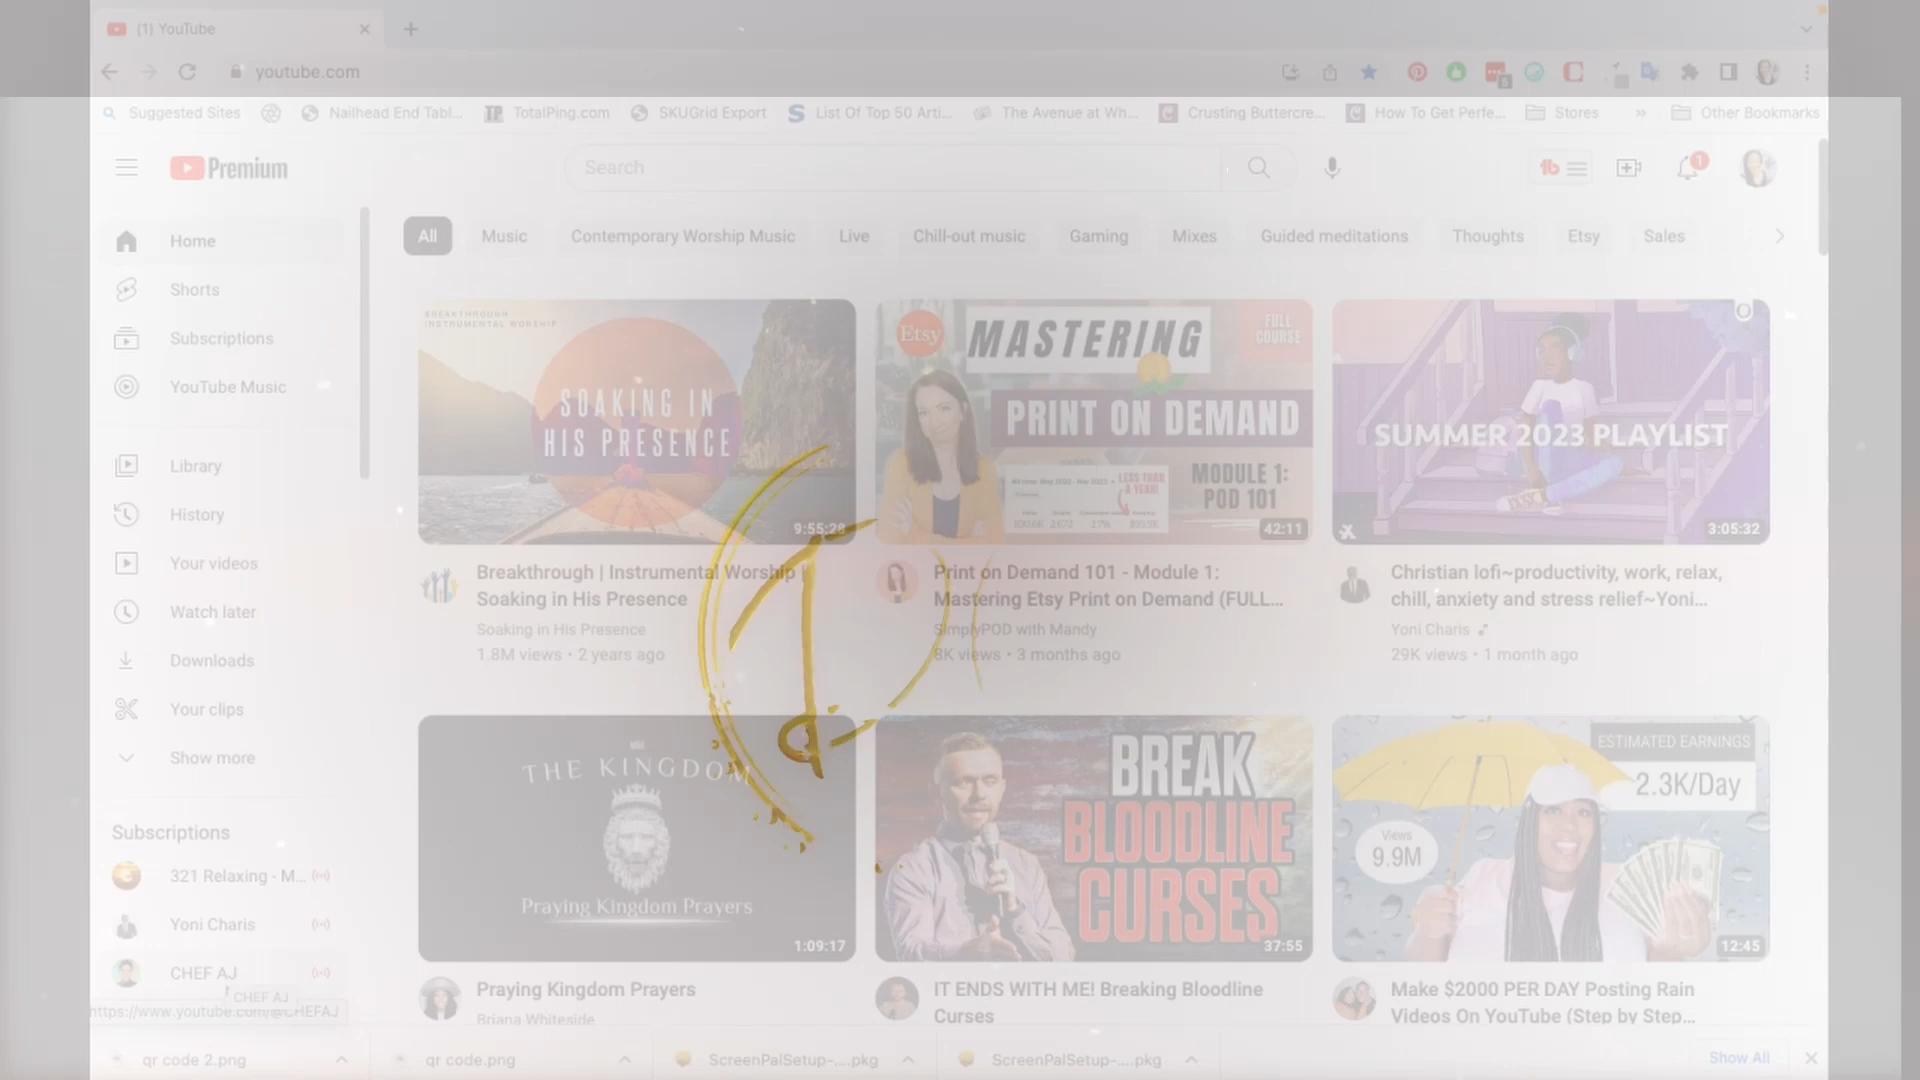 (1) YouTube
youtube.com
Suggested Sites
Nailhead End Tabl...
TotalPing.com
SKUGrid Export
List Of Top 50 Arti...
The Avenue at Wh...
Crusting Buttercre...
How To Get Perfe...
Stores
»
Other Bookmarks
Premium
Search
1
Home
Shorts
Subscriptions
YouTube Music
Library
History
Your videos
Watch later
Downloads
Your clips
Show more
Subscriptions
321 Relaxing - M...
Yoni Charis
CHEF AJ
CHEF AJ
https://www.youtube.com/@CHEFAJ
All
Music
Contemporary Worship Music
Live
Chill-out music
Gaming
Mixes
Guided meditations
Thoughts
Etsy
Sales
BREAKTHROUGH
INSTRUMENTAL WORSHIP
SOAKING IN
HIS PRESENCE
9:55:28
Breakthrough | Instrumental Worship |
Soaking in His Presence
Soaking in His Presence
1.8M views • 2 years ago
Etsy
MASTERING
FULL
COURSE
PRINT ON DEMAND
LESS THAN
A YEAR!
MODULE 1:
POD 101
42:11
Print on Demand 101 - Module 1:
Mastering Etsy Print on Demand (FULL...
SimplyPOD with Mandy
8K views • 3 months ago
SUMMER 2023 PLAYLIST
3:05:32
Christian lofi~productivity, work, relax,
chill, anxiety and stress relief~Yoni...
Yoni Charis
29K views • 1 month ago
THE KINGDOM
Praying Kingdom Prayers
1:09:17
Praying Kingdom Prayers
Briana Whiteside
BREAK
BLOODLINE
CURSES
37:55
IT ENDS WITH ME! Breaking Bloodline
Curses
ESTIMATED EARNINGS
2.3K/Day
Views
9.9M
12:45
Make $2000 PER DAY Posting Rain
Videos On YouTube (Step by Step...
qr code 2.png
qr code.png
ScreenPalSetup-....pkg
ScreenPalSetup-....pkg
Show All